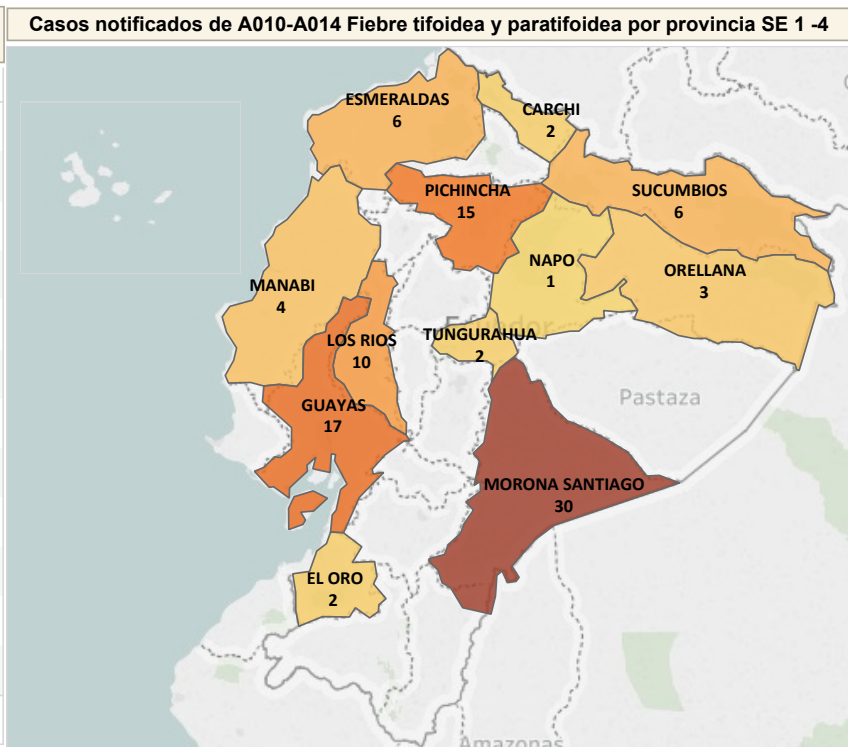 Casos notificados de A010-A014 Fiebre tifoidea y paratifoidea por provincia SE 1 -4
ESMERALDAS
6
CARCHI
2
PICHINCHA
15
SUCUMBIOS
6
NAPO
1
ORELLANA
3
MANABI
4
LOS RIOS
10
Ecuador
TUNGURAHUA
2
Pastaza
GUAYAS
17
MORONA SANTIAGO
30
EL ORO
2
Amazonas